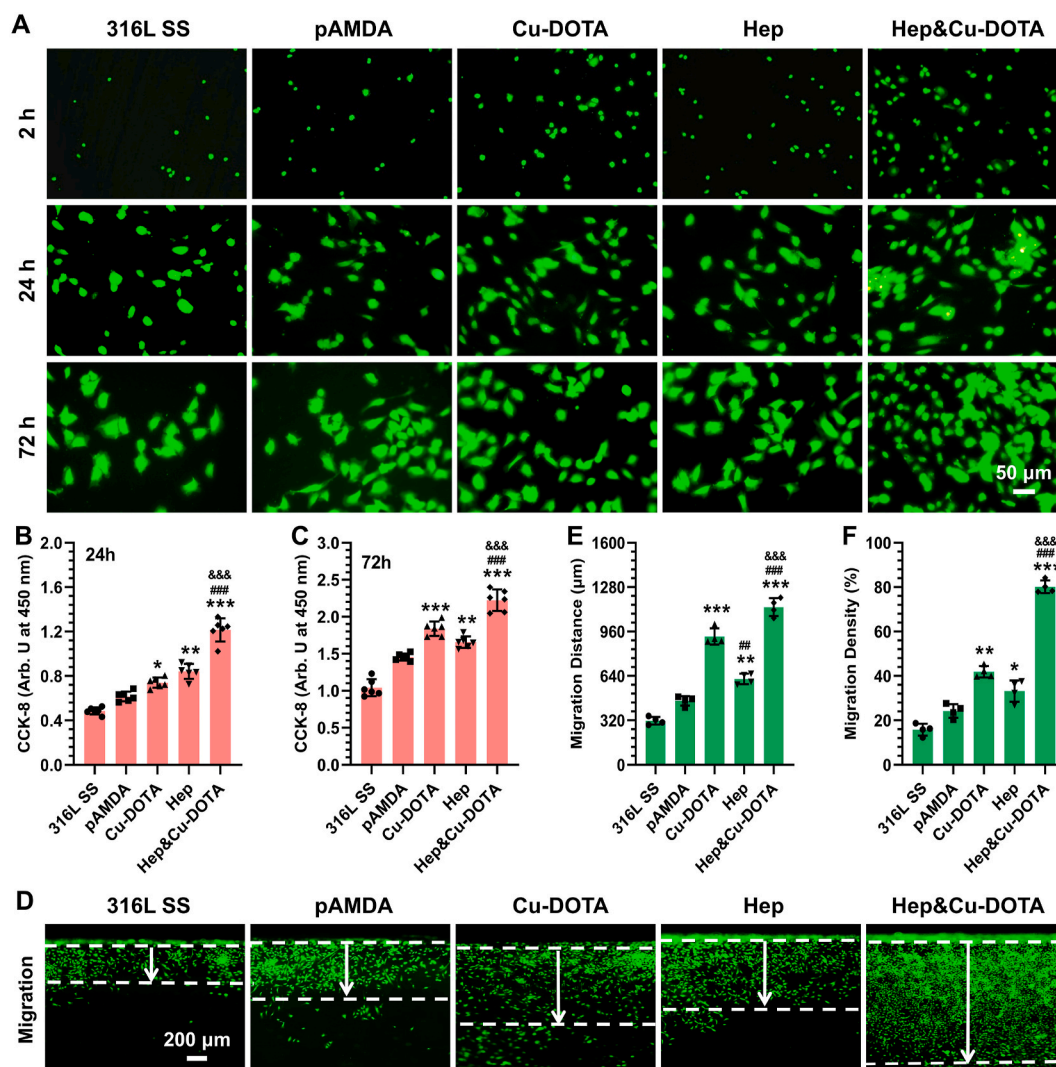 A
316L SS pAMDA Cu-DOTA Hep Hep&Cu-DOTA
2 h
24 h
72 h
50 µm
B
24h
CCK-8 (Arb. U at 450 nm)
2.0
1.6
1.2
0.8
0.4
0.0
*
**
&&&
###
***
316L SS
pAMDA
Cu-DOTA
Hep
Hep&Cu-DOTA
C
72h
CCK-8 (Arb. U at 450 nm)
3.0
2.5
2.0
1.5
1.0
0.5
0.0
***
**
&&&
###
***
316L SS
pAMDA
Cu-DOTA
Hep
Hep&Cu-DOTA
E
Migration Distance (µm)
1600
1280
960
640
320
0
***
##
**
&&&
###
***
316L SS
pAMDA
Cu-DOTA
Hep
Hep&Cu-DOTA
F
Migration Density (%)
100
80
60
40
20
0
**
*
&&&
###
***
316L SS
pAMDA
Cu-DOTA
Hep
Hep&Cu-DOTA
D
316L SS pAMDA Cu-DOTA Hep Hep&Cu-DOTA
Migration
200 µm